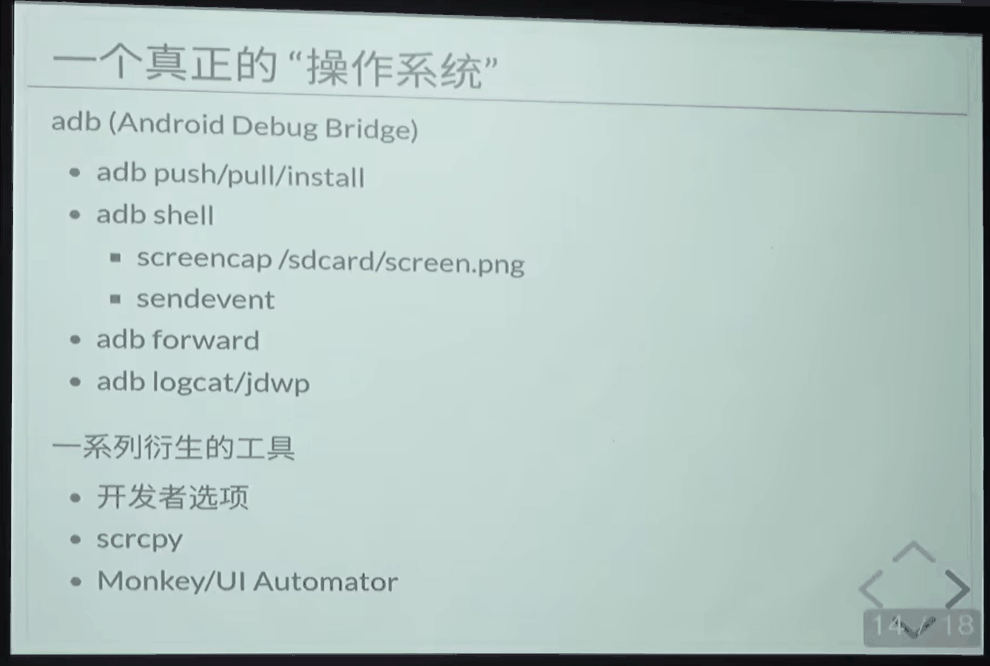 一个真正的“操作系统”
adb (Android Debug Bridge)
• adb push/pull/install
• adb shell
▪ screencap /sdcard/screen.png
▪ sendevent
• adb forward
• adb logcat/jdwp
一系列衍生的工具
• 开发者选项
• scrcpy
• Monkey/UI Automator
14 / 18